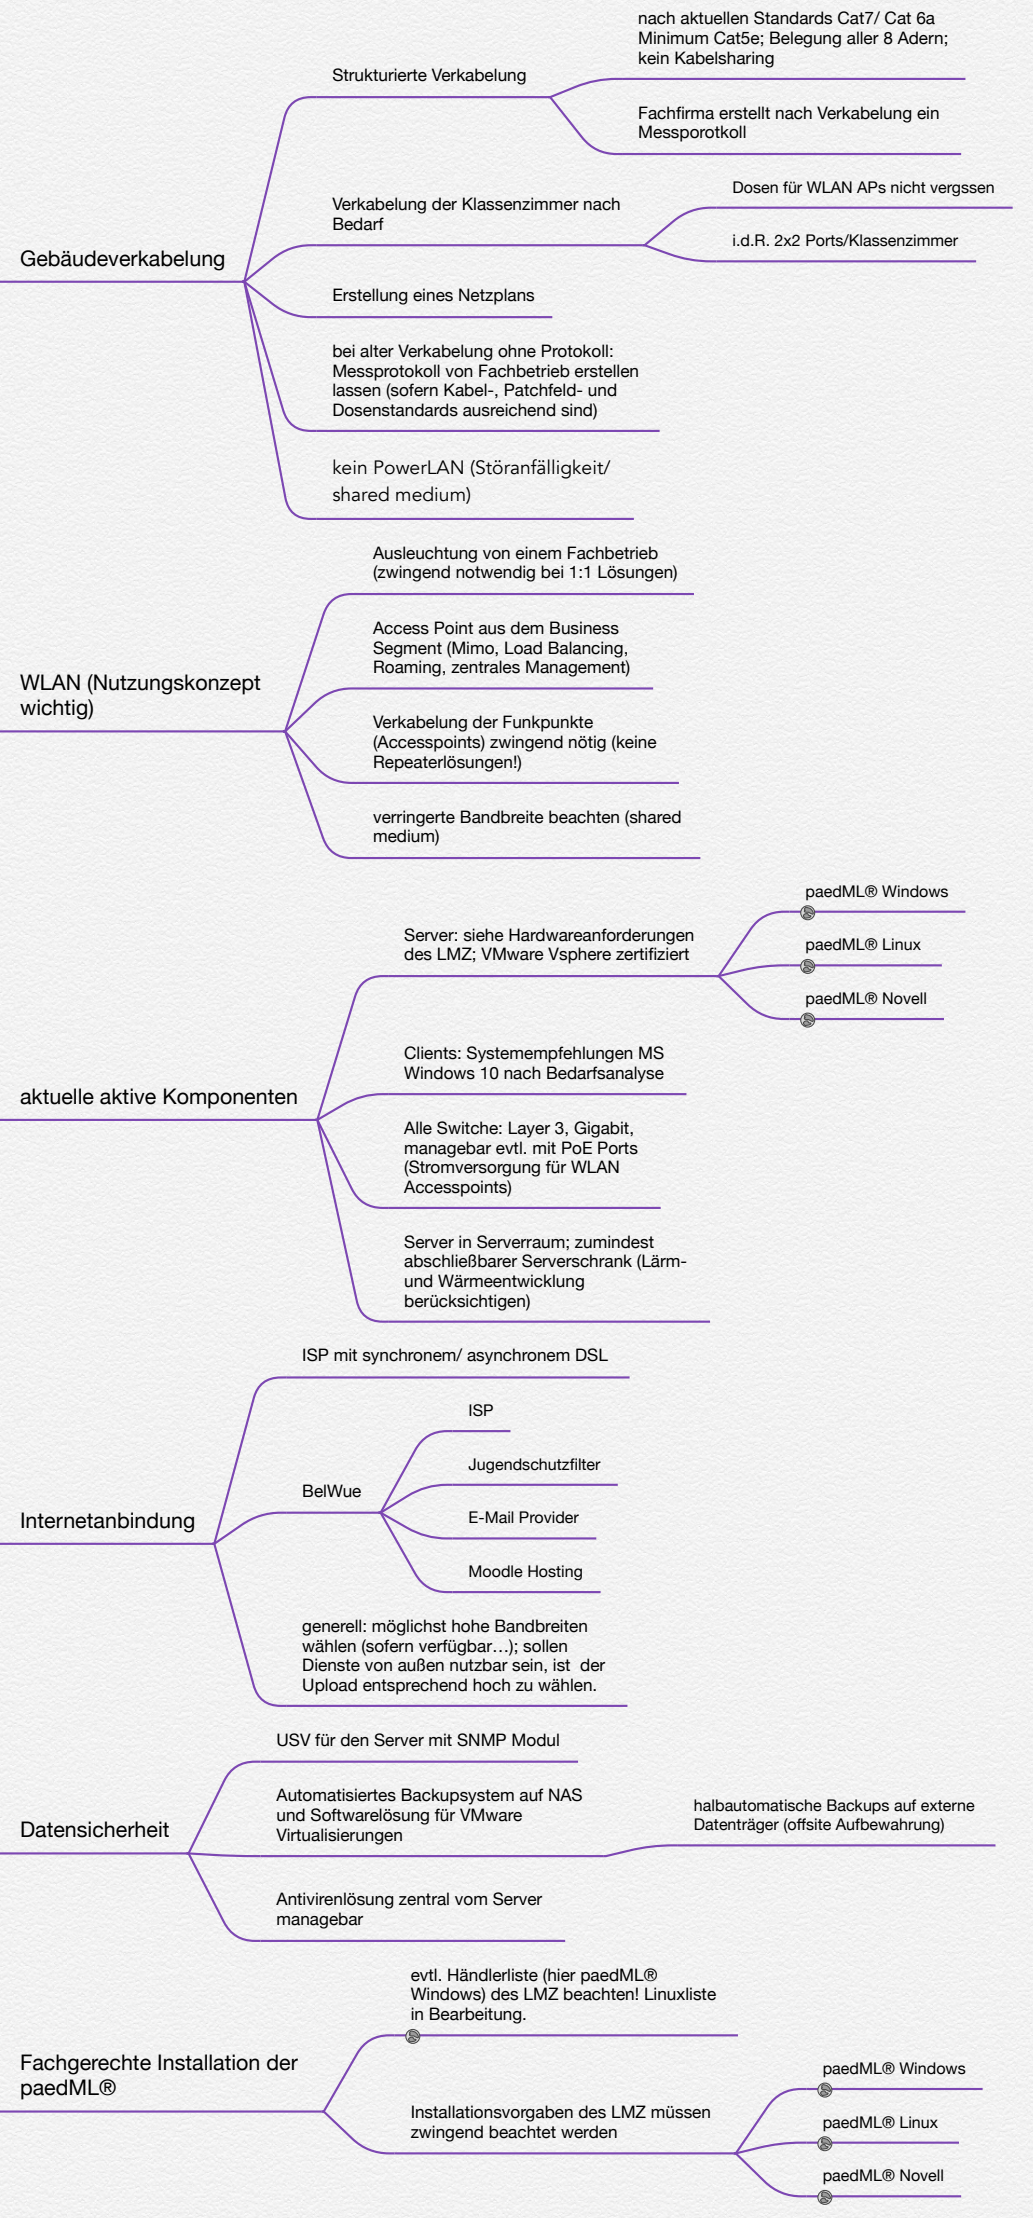 nach aktuellen Standards Cat7/ Cat 6a
Minimum Cat5e; Belegung aller 8 Adern;
kein Kabelsharing
Strukturierte Verkabelung
Fachfirma erstellt nach Verkabelung ein
Messporotkoll
Dosen für WLAN APs nicht vergssen
Verkabelung der Klassenzimmer nach
Bedarf
i.d.R. 2x2 Ports/Klassenzimmer
Gebäudeverkabelung
Erstellung eines Netzplans
bei alter Verkabelung ohne Protokoll:
Messprotokoll von Fachbetrieb erstellen
lassen (sofern Kabel-, Patchfeld- und
Dosenstandards ausreichend sind)
kein PowerLAN (Störanfälligkeit/
shared medium)
Ausleuchtung von einem Fachbetrieb
(zwingend notwendig bei 1:1 Lösungen)
Access Point aus dem Business
Segment (Mimo, Load Balancing,
Roaming, zentrales Management)
WLAN (Nutzungskonzept
wichtig)
Verkabelung der Funkpunkte
(Accesspoints) zwingend nötig (keine
Repeaterlösungen!)
verringerte Bandbreite beachten (shared
medium)
paedML® Windows
Server: siehe Hardwareanforderungen
des LMZ; VMware Vsphere zertifiziert
paedML® Linux
paedML® Novell
Clients: Systemempfehlungen MS
Windows 10 nach Bedarfsanalyse
aktuelle aktive Komponenten
Alle Switche: Layer 3, Gigabit,
managebar evtl. mit PoE Ports
(Stromversorgung für WLAN
Accesspoints)
Server in Serverraum; zumindest
abschließbarer Serverschrank (Lärm-
und Wärmeentwicklung
berücksichtigen)
ISP mit synchronem/ asynchronem DSL
ISP
Jugendschutzfilter
BelWue
E-Mail Provider
Internetanbindung
Moodle Hosting
generell: möglichst hohe Bandbreiten
wählen (sofern verfügbar…); sollen
Dienste von außen nutzbar sein, ist  der
Upload entsprechend hoch zu wählen.
USV für den Server mit SNMP Modul
Automatisiertes Backupsystem auf NAS
und Softwarelösung für VMware
Virtualisierungen
halbautomatische Backups auf externe
Datenträger (offsite Aufbewahrung)
Datensicherheit
Antivirenlösung zentral vom Server
managebar
evtl. Händlerliste (hier paedML®
Windows) des LMZ beachten! Linuxliste
in Bearbeitung.
Fachgerechte Installation der
paedML®
paedML® Windows
Installationsvorgaben des LMZ müssen
zwingend beachtet werden
paedML® Linux
paedML® Novell